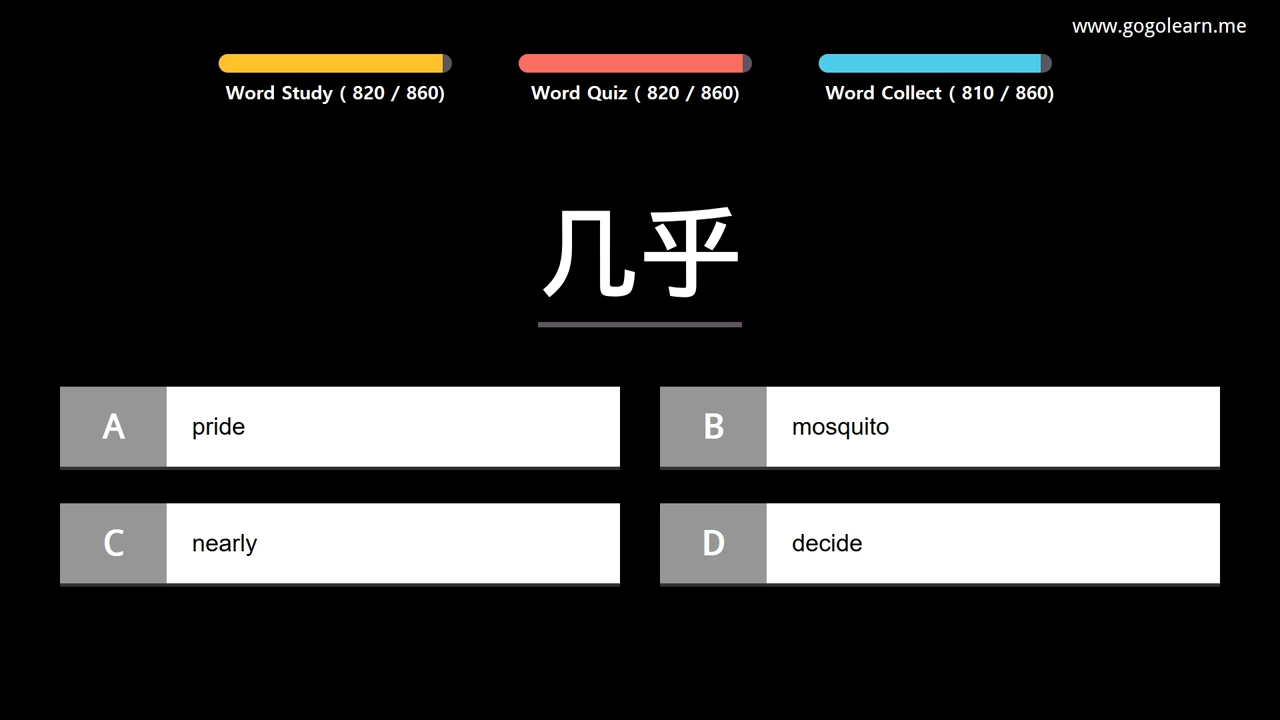 www.gogolearn.me
Word Study ( 820 / 860)
Word Quiz ( 820 / 860)
Word Collect ( 810 / 860)
几乎
A pride
B mosquito
C nearly
D decide